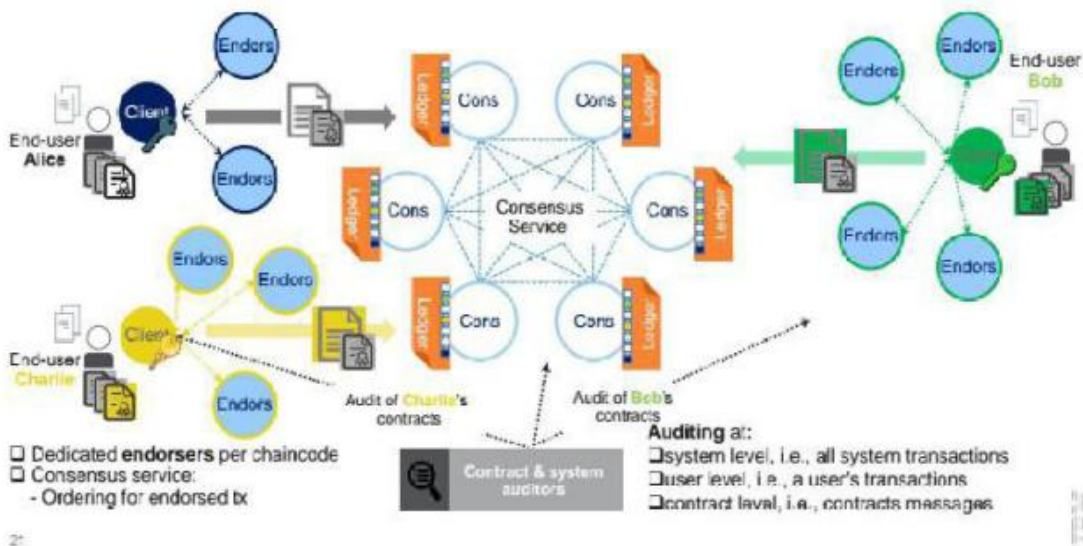 Endors
Client
End-user
Alice
Endors
Ledger
Cons
Cons
Ledger
Ledger
Cons
Consensus
Service
Cons
Ledger
Ledger
Cons
Cons
Ledger
Endors
Endors
End-user
Bob
Endors
Endors
Endors
Endors
Client
End-user
Charlie
Endors
Audit of Charlie's
contracts
Audit of Bob's
contracts
Contract & system
auditors
❑ Dedicated endorsers per chaincode
❑ Consensus service:
- Ordering for endorsed tx
Auditing at:
❑system level, i.e., all system transactions
❑user level, i.e., a user's transactions
❑contract level, i.e., contracts messages